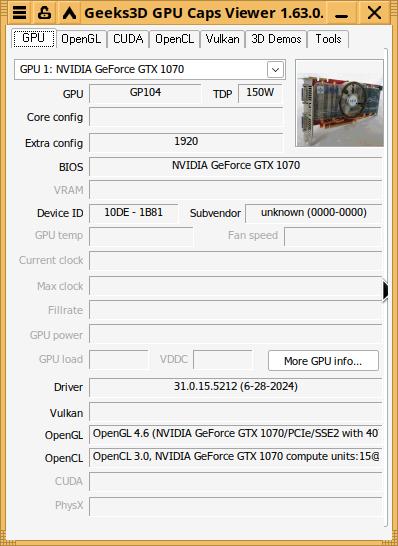 Geeks3D GPU Caps Viewer 1.63.0.
GPU OpenGL CUDA OpenCL Vulkan 3D Demos Tools
GPU 1: NVIDIA GeForce GTX 1070
GPU GP104 TDP 150W
Core config
Extra config 1920
BIOS NVIDIA GeForce GTX 1070
VRAM
Device ID 10DE - 1B81 Subvendor unknown (0000-0000)
GPU temp Fan speed
Current clock
Max clock
Fillrate
GPU power
GPU load VDDC More GPU info...
Driver 31.0.15.5212 (6-28-2024)
Vulkan
OpenGL OpenGL 4.6 (NVIDIA GeForce GTX 1070/PCIe/SSE2 with 40
OpenCL OpenCL 3.0, NVIDIA GeForce GTX 1070 compute units:15@
CUDA
PhysX